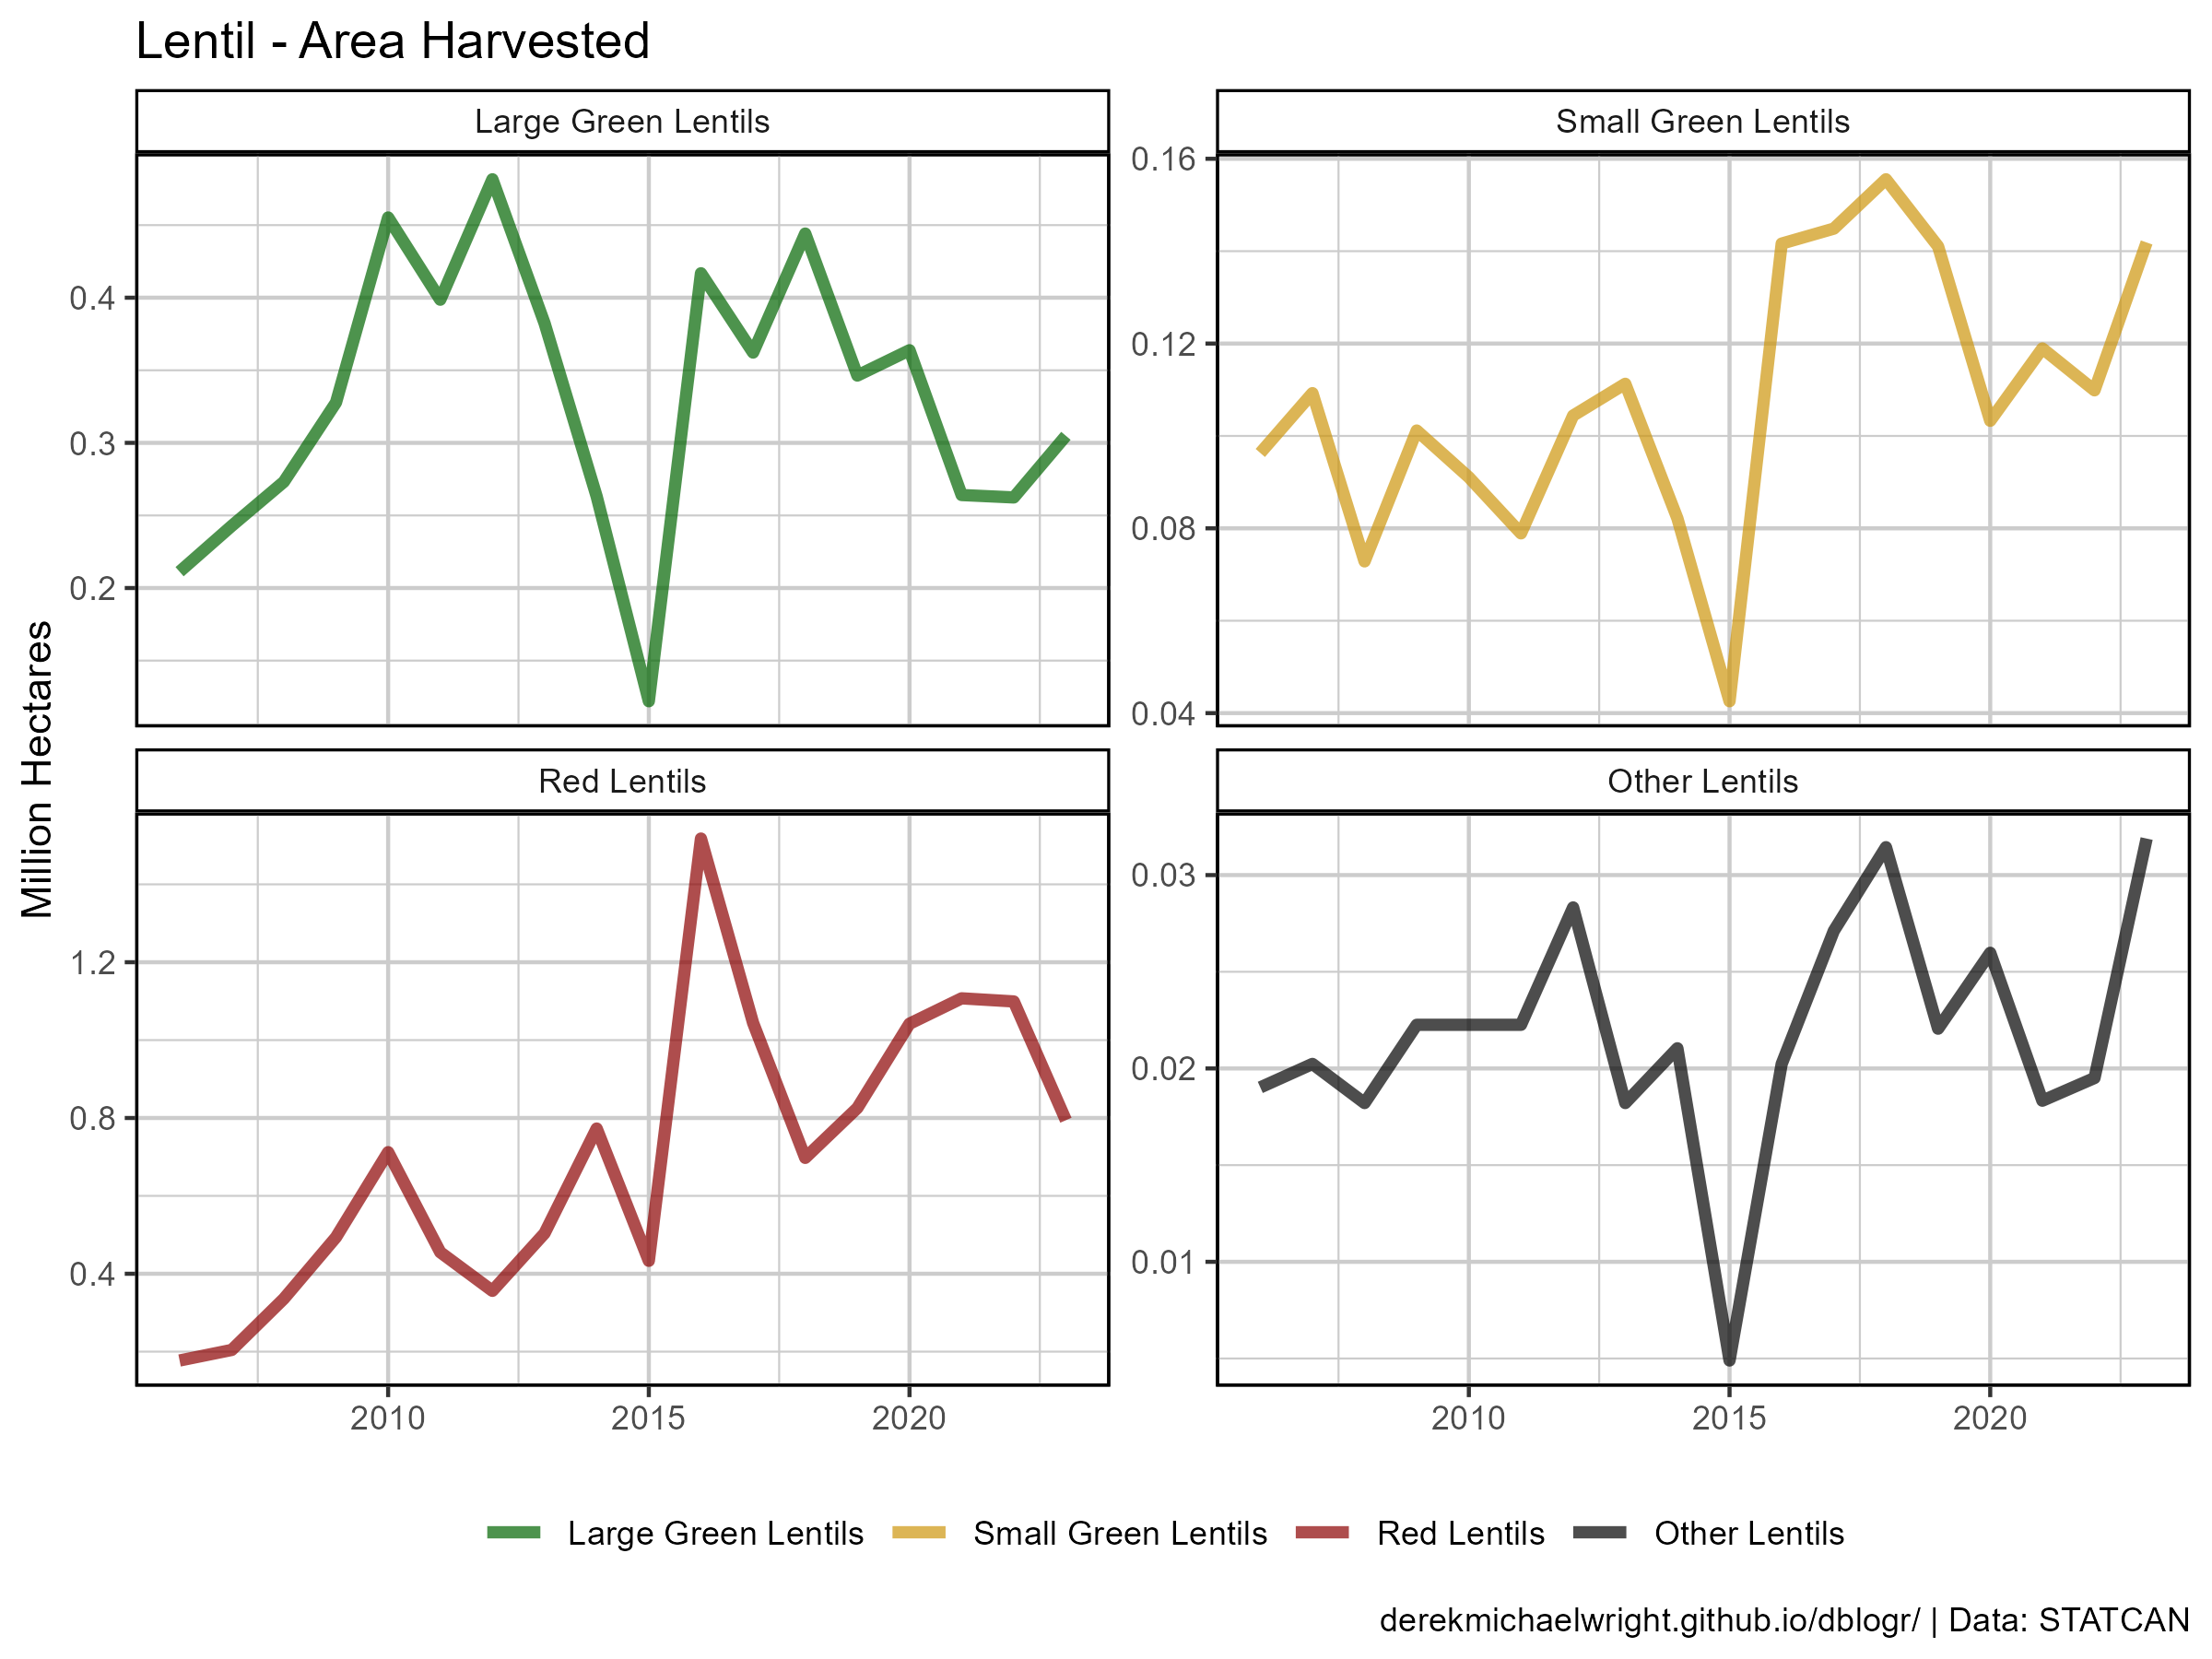 Lentil - Area Harvested
Large Green Lentils
Small Green Lentils
0.4
0.3
0.2
0.16
0.12
0.08
0.04
Million Hectares
Red Lentils
Other Lentils
1.2
0.8
0.4
0.03
0.02
0.01
2010 2015 2020
2010 2015 2020
Large Green Lentils Small Green Lentils Red Lentils Other Lentils
derekmichaelwright.github.io/dblogr/ | Data: STATCAN